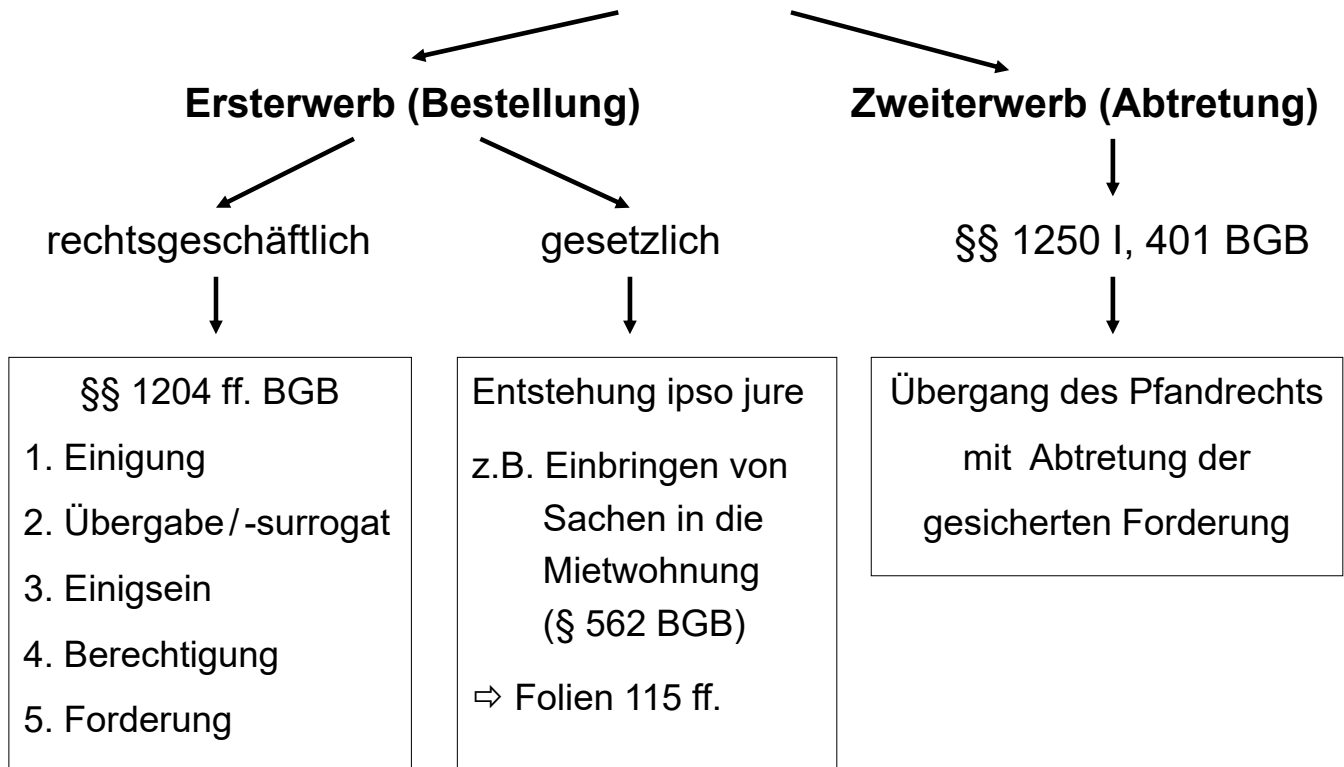 Ersterwerb (Bestellung)
Zweiterwerb (Abtretung)
rechtsgeschäftlich
gesetzlich
§§ 1250 I, 401 BGB
§§ 1204 ff. BGB
1. Einigung
2. Übergabe/-surrogat
3. Einigsein
4. Berechtigung
5. Forderung
Entstehung ipso jure
z.B. Einbringen von
Sachen in die
Mietwohnung
(§ 562 BGB)
⇨ Folien 115 ff.
Übergang des Pfandrechts
mit Abtretung der
gesicherten Forderung